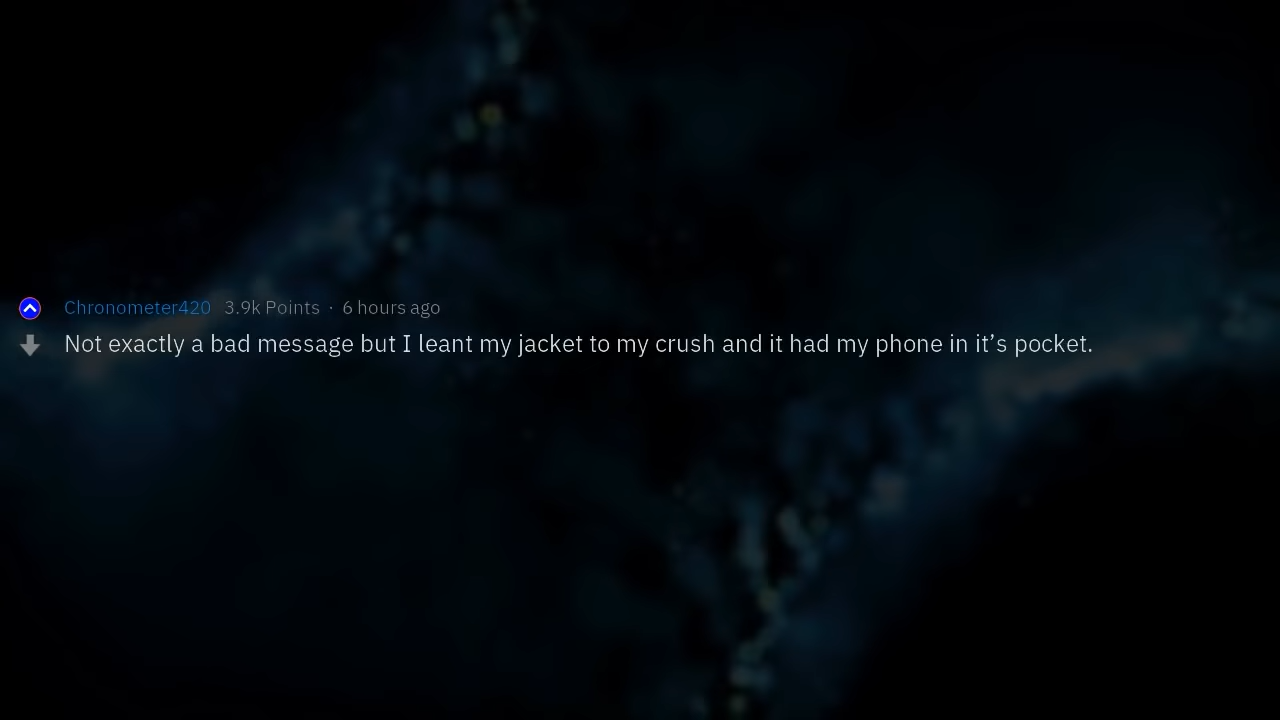 Chronometer420 3.9k Points · 6 hours ago
Not exactly a bad message but I leant my jacket to my crush and it had my phone in it’s pocket.